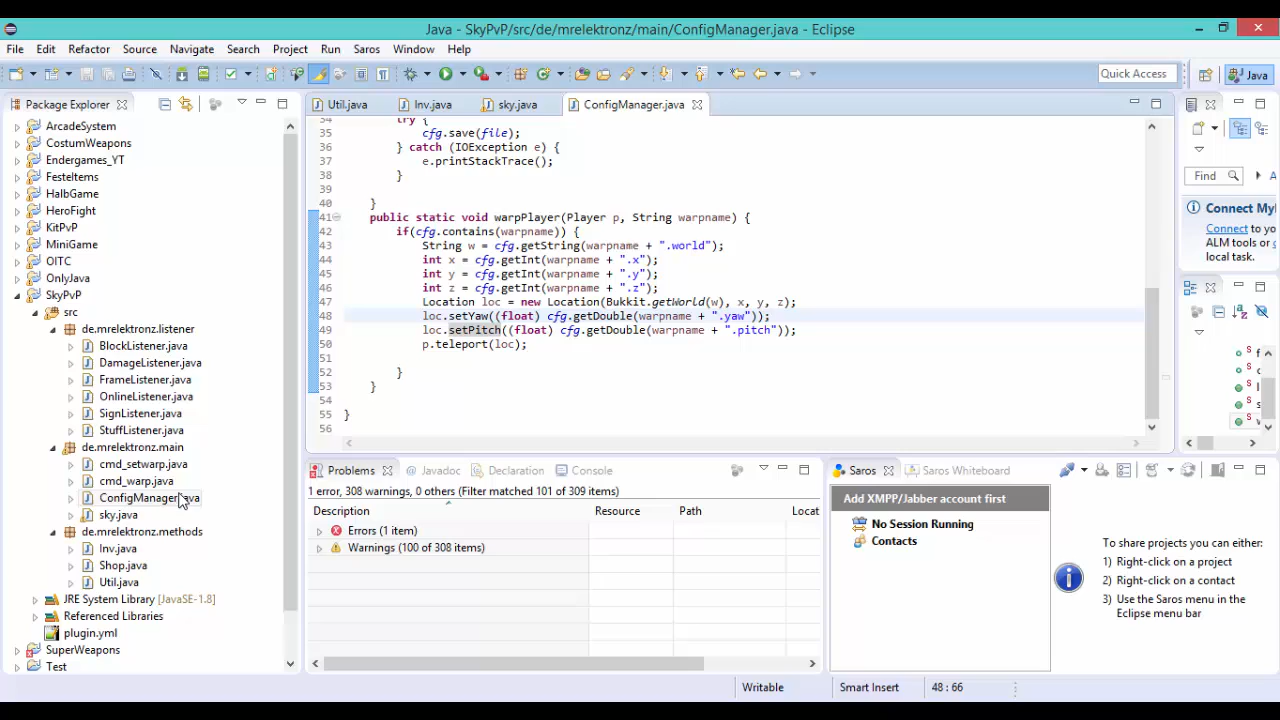 Java - SkyPvP/src/de/mrelektronz/main/ConfigManager.java - Eclipse
File Edit Refactor Source Navigate Search Project Run Saros Window Help
Quick Access
Java
Package Explorer
ArcadeSystem
CostumWeapons
Endergames_YT
FesteItems
HalbGame
HeroFight
KitPvP
MiniGame
OITC
OnlyJava
SkyPvP
src
de.mrelektronz.listener
BlockListener.java
DamageListener.java
FrameListener.java
OnlineListener.java
SignListener.java
StuffListener.java
de.mrelektronz.main
cmd_setwarp.java
cmd_warp.java
ConfigManager.java
sky.java
de.mrelektronz.methods
Inv.java
Shop.java
Util.java
JRE System Library [JavaSE-1.8]
Referenced Libraries
plugin.yml
SuperWeapons
Test
Util.java Inv.java sky.java ConfigManager.java
34 try {
35 cfg.save(file);
36 } catch (IOException e) {
37 e.printStackTrace();
38 }
39
40 }
41 public static void warpPlayer(Player p, String warpname) {
42 if(cfg.contains(warpname)) {
43 String w = cfg.getString(warpname + ".world");
44 int x = cfg.getInt(warpname + ".x");
45 int y = cfg.getInt(warpname + ".y");
46 int z = cfg.getInt(warpname + ".z");
47 Location loc = new Location(Bukkit.getWorld(w), x, y, z);
48 loc.setYaw((float) cfg.getDouble(warpname + ".yaw"));
49 loc.setPitch((float) cfg.getDouble(warpname + ".pitch"));
50 p.teleport(loc);
51
52 }
53 }
54
55 }
56
Find
A
Connect My
Connect to yo
ALM tools or
local task.
Problems Javadoc Declaration Console
1 error, 308 warnings, 0 others (Filter matched 101 of 309 items)
Description Resource Path Locat
Errors (1 item)
Warnings (100 of 308 items)
Saros Saros Whiteboard
Add XMPP/Jabber account first
No Session Running
Contacts
To share projects you can either:
1) Right-click on a project
2) Right-click on a contact
3) Use the Saros menu in the
Eclipse menu bar
Writable Smart Insert 48 : 66